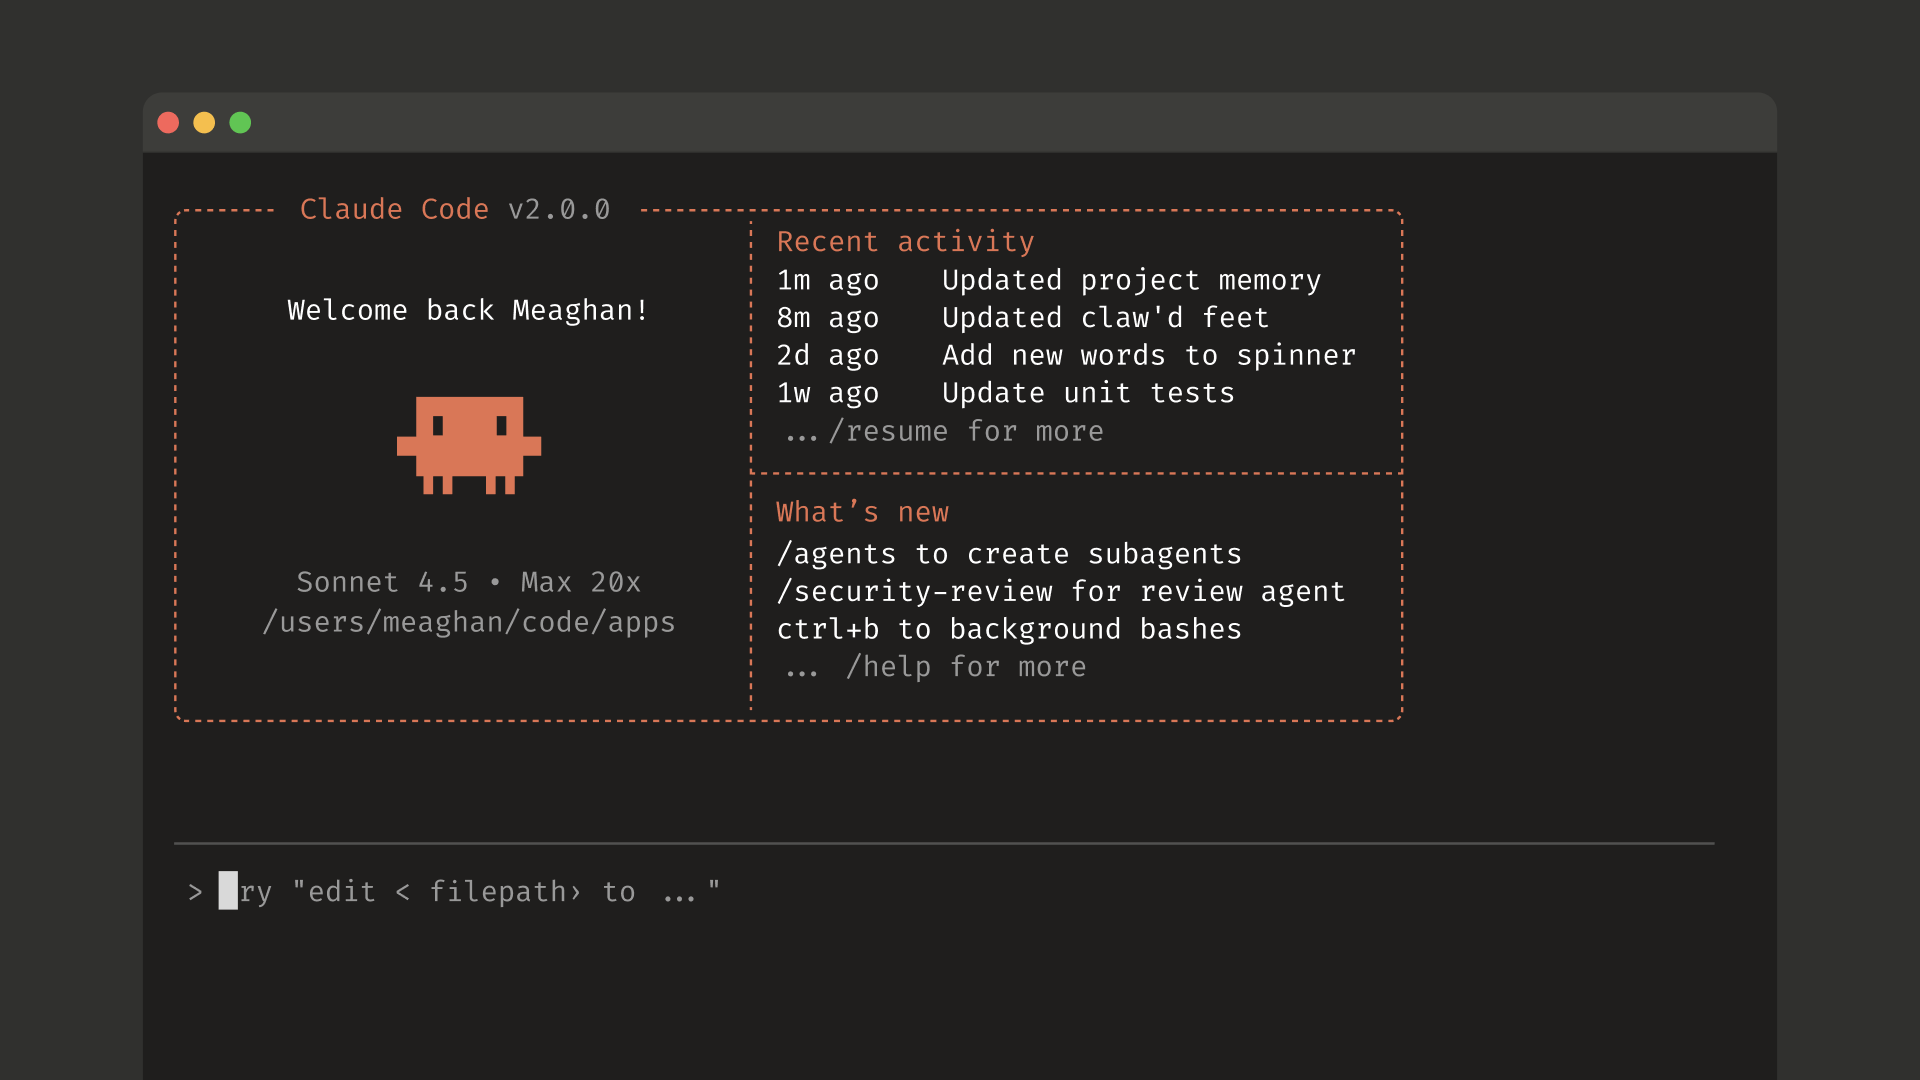 Claude Code v2.0.0
Welcome back Meaghan!
Sonnet 4.5 • Max 20x
/users/meaghan/code/apps
Recent activity
1m ago Updated project memory
8m ago Updated claw'd feet
2d ago Add new words to spinner
1w ago Update unit tests
... /resume for more
What’s new
/agents to create subagents
/security-review for review agent
ctrl+b to background bashes
... /help for more
> ry "edit < filepath› to ... "